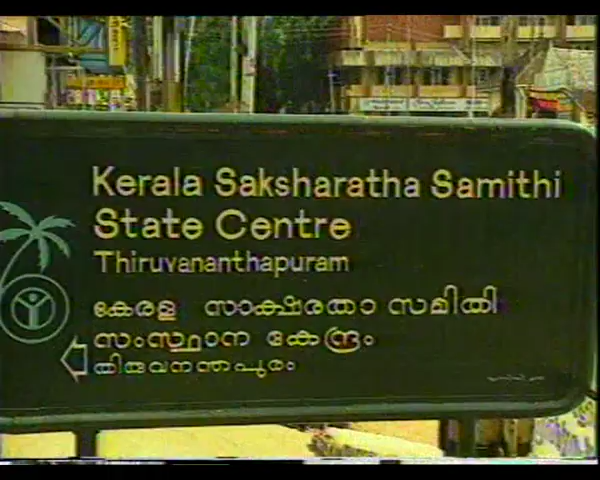 Kerala Saksharatha Samithi
State Centre
Thiruvananthapuram
കേരള സാക്ഷരതാ സമിതി
സംസ്ഥാന കേന്ദ്രം
തിരുവനന്തപുരം